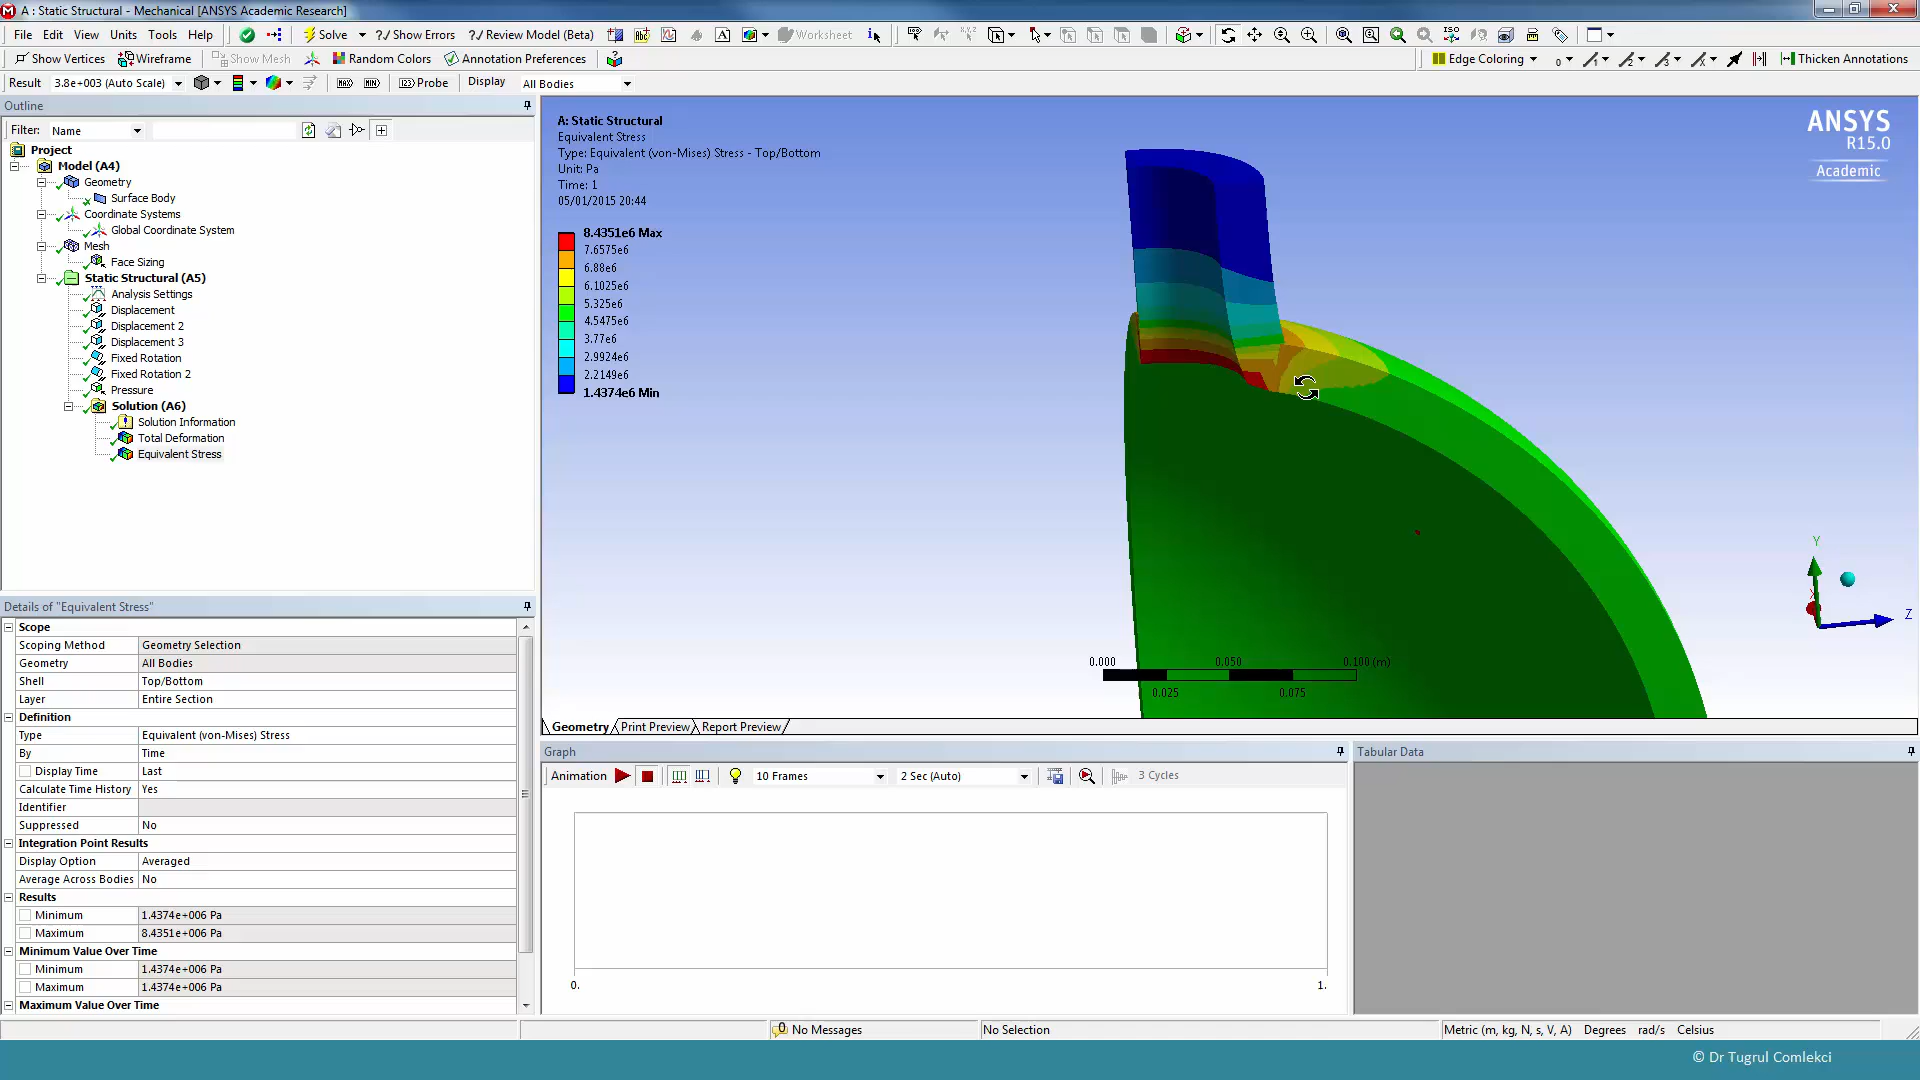 A : Static Structural - Mechanical [ANSYS Academic Research]
File Edit View Units Tools Help Solve ?/ Show Errors ?/ Review Model (Beta) Worksheet
Show Vertices Wireframe Show Mesh Random Colors Annotation Preferences Edge Coloring Thicken Annotations
Result 3.8e+003 (Auto Scale) MAX MIN Probe Display All Bodies
Outline
Filter: Name
Project
Model (A4)
Geometry
Surface Body
Coordinate Systems
Global Coordinate System
Mesh
Face Sizing
Static Structural (A5)
Analysis Settings
Displacement
Displacement 2
Displacement 3
Fixed Rotation
Fixed Rotation 2
Pressure
Solution (A6)
Solution Information
Total Deformation
Equivalent Stress
Details of "Equivalent Stress"
Scope
Scoping Method Geometry Selection
Geometry All Bodies
Shell Top/Bottom
Layer Entire Section
Definition
Type Equivalent (von-Mises) Stress
By Time
Display Time Last
Calculate Time History Yes
Identifier
Suppressed No
Integration Point Results
Display Option Averaged
Average Across Bodies No
Results
Minimum 1.4374e+006 Pa
Maximum 8.4351e+006 Pa
Minimum Value Over Time
Minimum 1.4374e+006 Pa
Maximum 1.4374e+006 Pa
Maximum Value Over Time
A: Static Structural
Equivalent Stress
Type: Equivalent (von-Mises) Stress - Top/Bottom
Unit: Pa
Time: 1
05/01/2015 20:44
8.4351e6 Max
7.6575e6
6.88e6
6.1025e6
5.325e6
4.5475e6
3.77e6
2.9924e6
2.2149e6
1.4374e6 Min
ANSYS
R15.0
Academic
Y
X
Z
0.000 0.050 0.100 (m)
0.025 0.075
Geometry Print Preview Report Preview
Graph
Animation 10 Frames 2 Sec (Auto) 3 Cycles
0. 1.
Tabular Data
No Messages No Selection Metric (m, kg, N, s, V, A) Degrees rad/s Celsius
© Dr Tugrul Comlekci